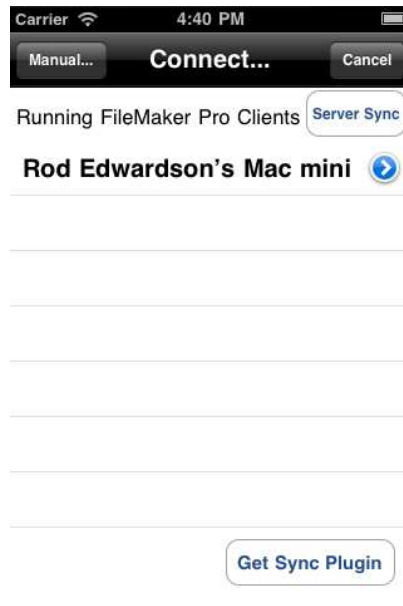 Carrier 4:40 PM
Manual... Connect... Cancel
Running FileMaker Pro Clients Server Sync
Rod Edwardson's Mac mini
Get Sync Plugin